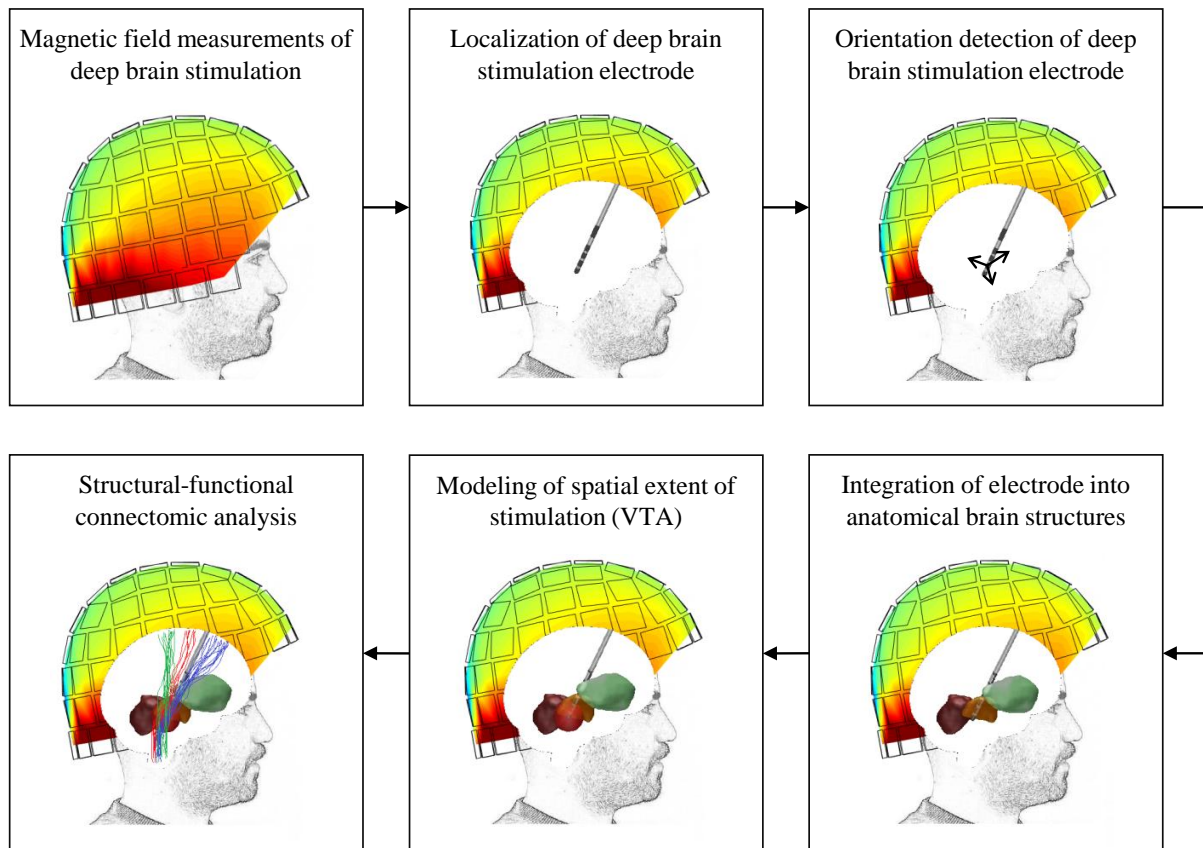 Magnetic field measurements of
deep brain stimulation
Localization of deep brain
stimulation electrode
Orientation detection of deep
brain stimulation electrode
Structural-functional
connectomic analysis
Modeling of spatial extent of
stimulation (VTA)
Integration of electrode into
anatomical brain structures